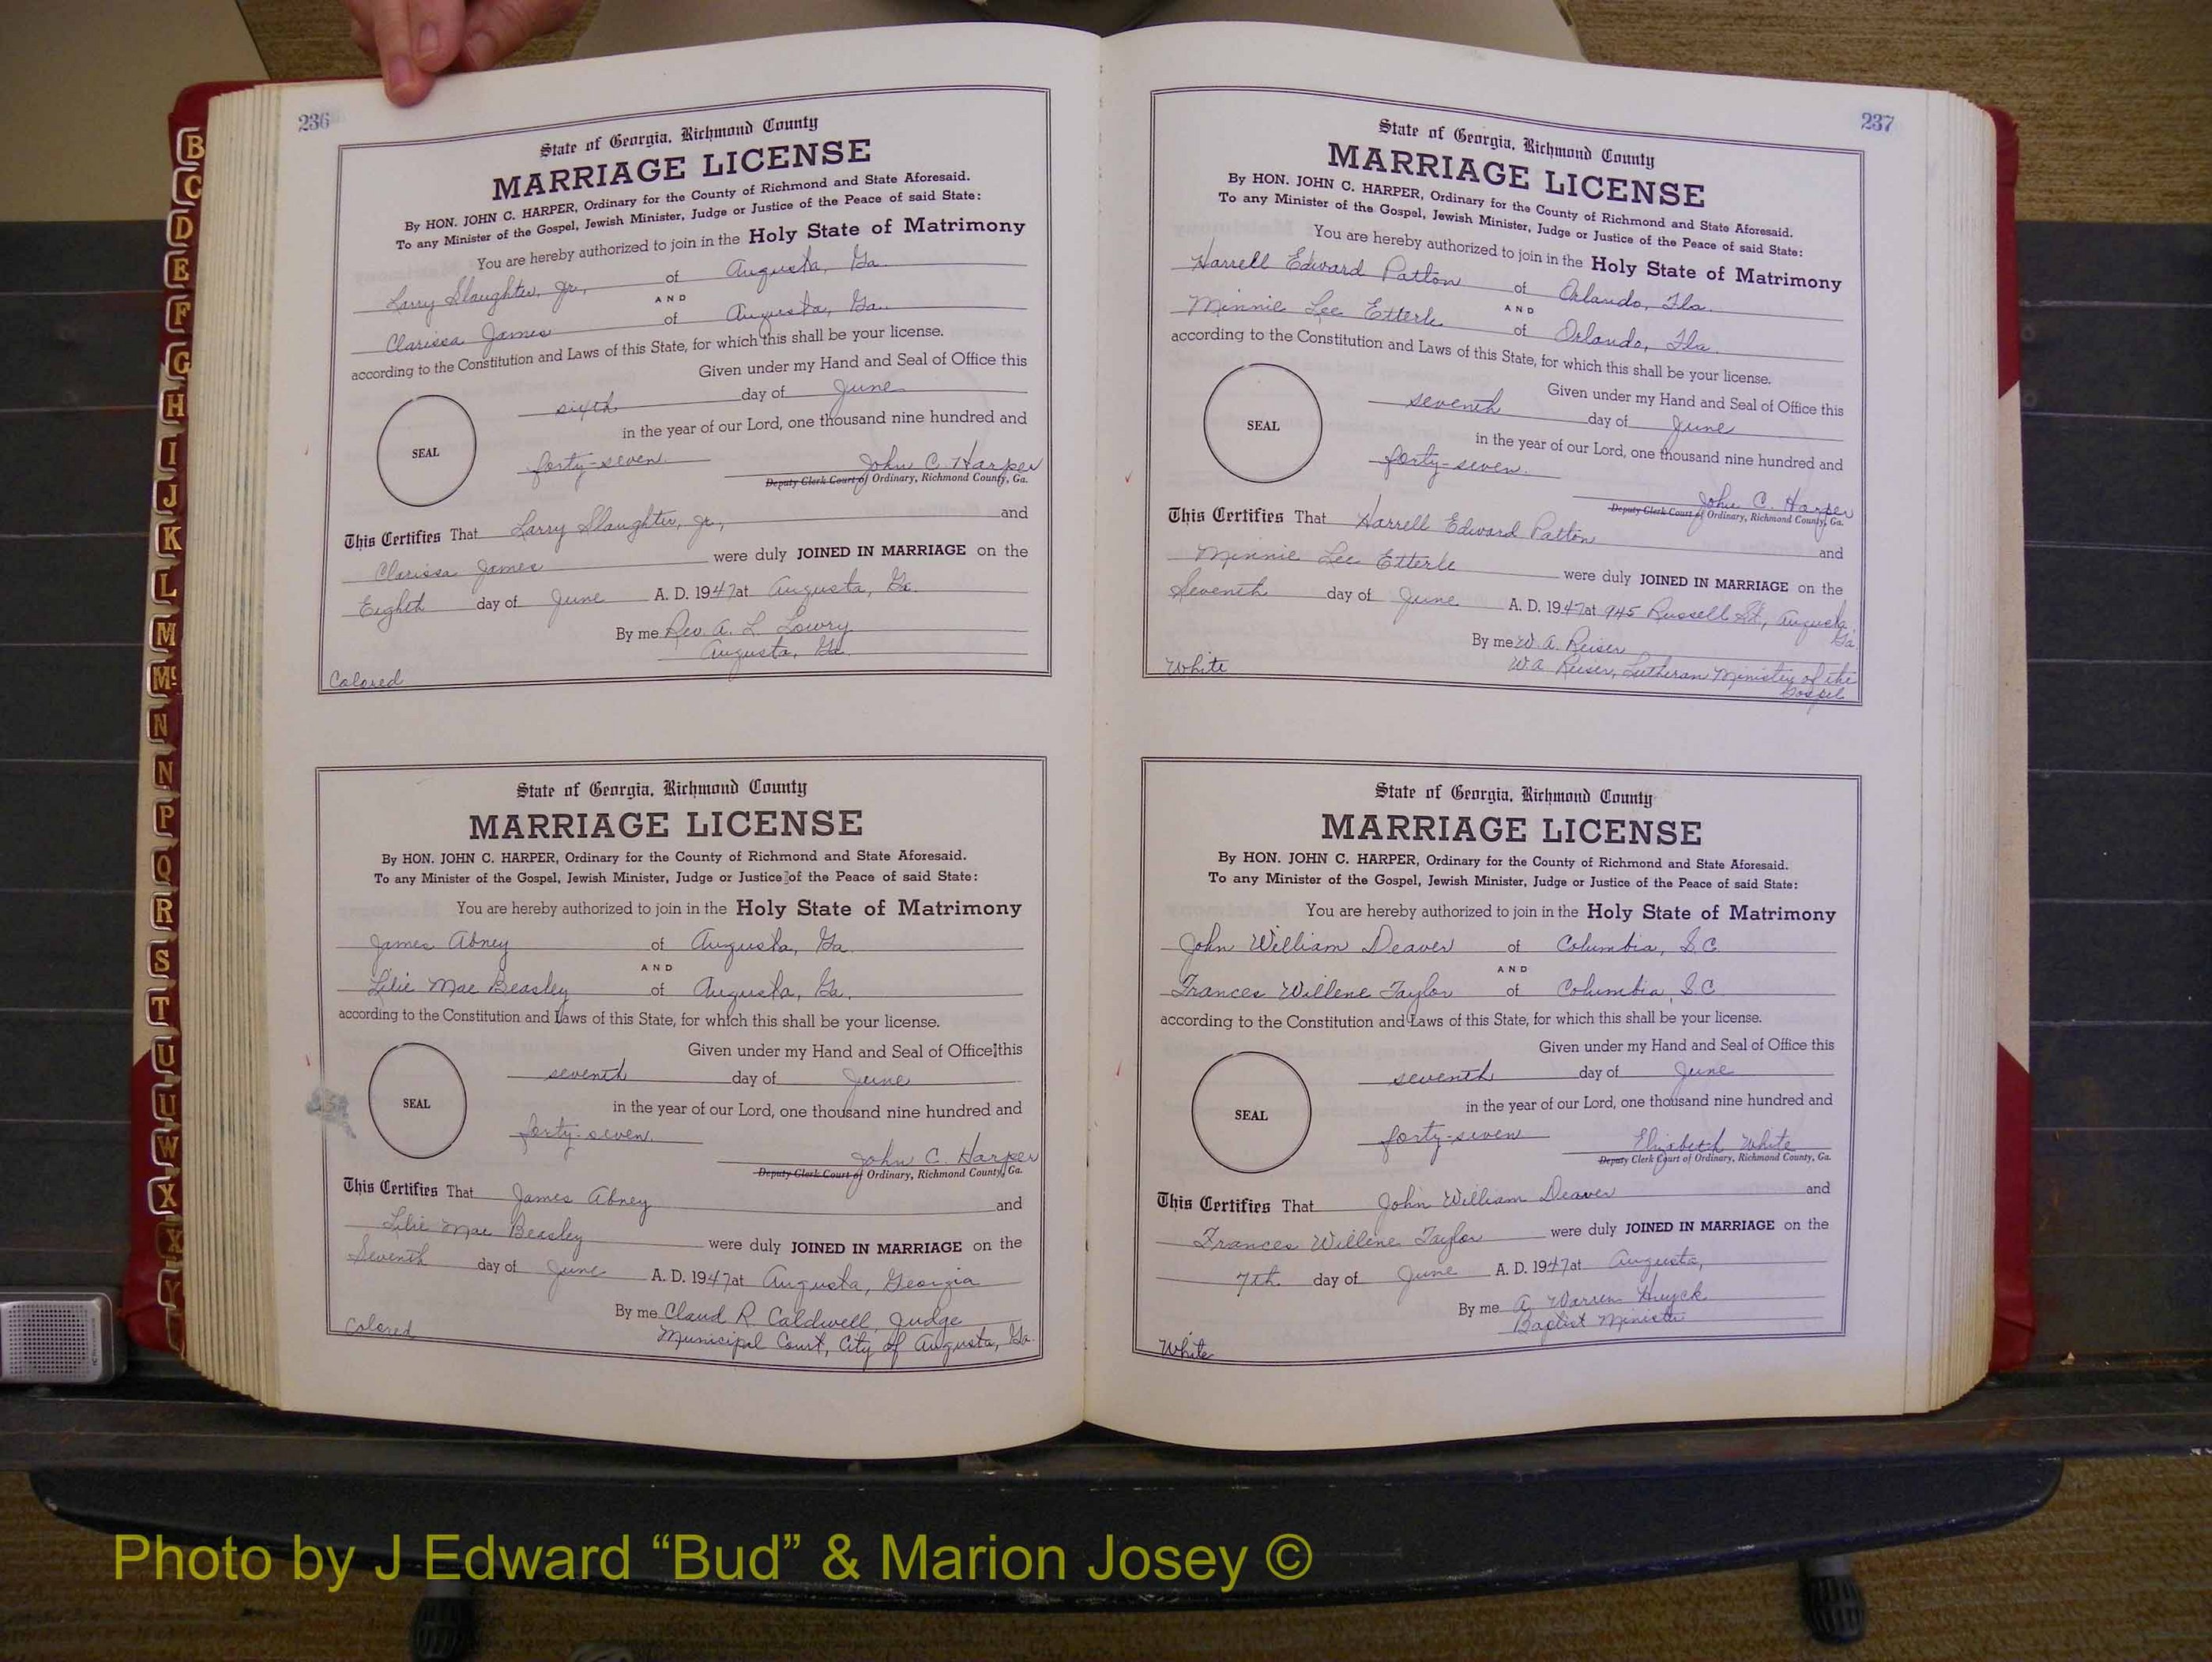 236
State of Georgia, Richmond County
MARRIAGE LICENSE
By HON. JOHN C. HARPER, Ordinary for the County of Richmond and State Aforesaid.
To any Minister of the Gospel, Jewish Minister, Judge or Justice of the Peace of said State:
You are hereby authorized to join in the Holy State of Matrimony
Larry Slaughter, Jr., of Augusta, Ga.
AND
Clarissa James of Augusta, Ga.
according to the Constitution and Laws of this State, for which this shall be your license.
Given under my Hand and Seal of Office this
sixth day of June
in the year of our Lord, one thousand nine hundred and
SEAL
forty-seven. John C. Harper
Deputy Clerk Court of Ordinary, Richmond County, Ga.
This Certifies That Larry Slaughter, Jr., and
Clarissa James were duly JOINED IN MARRIAGE on the
Eighth day of June A. D. 1947 at Augusta, Ga.
By me Rev. A. L. Lowry
Augusta, Ga.
Colored
State of Georgia, Richmond County
MARRIAGE LICENSE
By HON. JOHN C. HARPER, Ordinary for the County of Richmond and State Aforesaid.
To any Minister of the Gospel, Jewish Minister, Judge or Justice of the Peace of said State:
You are hereby authorized to join in the Holy State of Matrimony
James Abney of Augusta, Ga.
AND
Lilie Mae Beasley of Augusta, Ga.
according to the Constitution and Laws of this State, for which this shall be your license.
Given under my Hand and Seal of Office this
seventh day of June
SEAL
in the year of our Lord, one thousand nine hundred and
forty-seven. John C. Harper
Deputy Clerk Court of Ordinary, Richmond County, Ga.
This Certifies That James Abney and
Lilie Mae Beasley were duly JOINED IN MARRIAGE on the
Seventh day of June A. D. 1947 at Augusta, Georgia
By me Claud R. Caldwell, Judge
Municipal Court, City of Augusta, Ga.
Colored
237
State of Georgia, Richmond County
MARRIAGE LICENSE
By HON. JOHN C. HARPER, Ordinary for the County of Richmond and State Aforesaid.
To any Minister of the Gospel, Jewish Minister, Judge or Justice of the Peace of said State:
You are hereby authorized to join in the Holy State of Matrimony
Harrell Edward Patton of Orlando, Fla.
AND
Minnie Lee Etterle of Orlando, Fla.
according to the Constitution and Laws of this State, for which this shall be your license.
Given under my Hand and Seal of Office this
seventh day of June
SEAL
in the year of our Lord, one thousand nine hundred and
forty-seven. John C. Harper
Deputy Clerk Court of Ordinary, Richmond County, Ga.
This Certifies That Harrell Edward Patton and
Minnie Lee Etterle were duly JOINED IN MARRIAGE on the
Seventh day of June A. D. 1947 at 945 Russell St., Augusta
Ga.
By me W. A. Reiser
W. A. Reiser, Lutheran Minister of the
Gospel
White
State of Georgia, Richmond County
MARRIAGE LICENSE
By HON. JOHN C. HARPER, Ordinary for the County of Richmond and State Aforesaid.
To any Minister of the Gospel, Jewish Minister, Judge or Justice of the Peace of said State:
You are hereby authorized to join in the Holy State of Matrimony
John William Deaver of Columbia, S.C.
AND
Frances Willene Taylor of Columbia, S.C.
according to the Constitution and Laws of this State, for which this shall be your license.
Given under my Hand and Seal of Office this
seventh day of June
SEAL
in the year of our Lord, one thousand nine hundred and
forty-seven Elizabeth White
Deputy Clerk Court of Ordinary, Richmond County, Ga.
This Certifies That John William Deaver and
Frances Willene Taylor were duly JOINED IN MARRIAGE on the
7th. day of June A. D. 1947 at Augusta,
By me A. Warren Huyck
Baptist Minister
White
B
C
D
E
F
G
H
I
J
K
L
M
Mc
N
N
P
Q
R
S
T
U
U
W
X
X
Y
Photo by J Edward “Bud” & Marion Josey ©